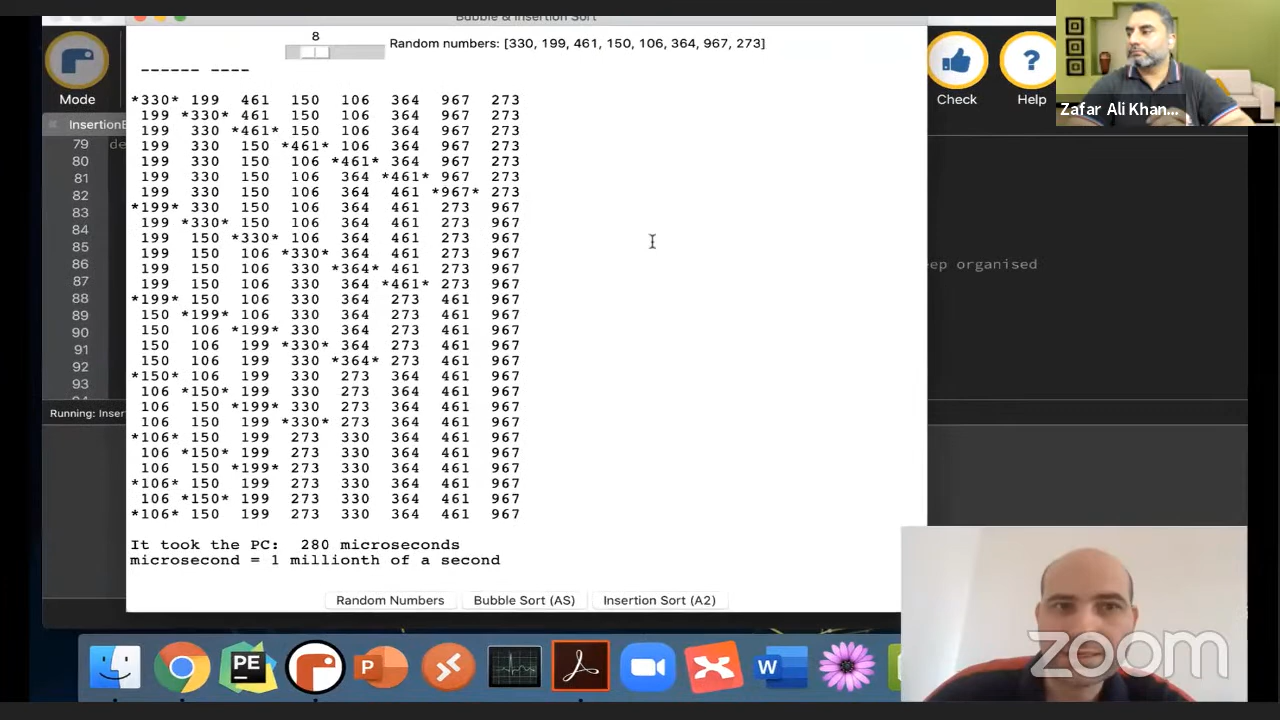 Bubble & Insertion Sort
8
Random numbers: [330, 199, 461, 150, 106, 364, 967, 273]
------ ----
*330* 199 461 150 106 364 967 273
199 *330* 461 150 106 364 967 273
199 330 *461* 150 106 364 967 273
199 330 150 *461* 106 364 967 273
199 330 150 106 *461* 364 967 273
199 330 150 106 364 *461* 967 273
199 330 150 106 364 461 *967* 273
*199* 330 150 106 364 461 273 967
199 *330* 150 106 364 461 273 967
199 150 *330* 106 364 461 273 967
199 150 106 *330* 364 461 273 967
199 150 106 330 *364* 461 273 967
199 150 106 330 364 *461* 273 967
*199* 150 106 330 364 273 461 967
150 *199* 106 330 364 273 461 967
150 106 *199* 330 364 273 461 967
150 106 199 *330* 364 273 461 967
150 106 199 330 *364* 273 461 967
*150* 106 199 330 273 364 461 967
106 *150* 199 330 273 364 461 967
106 150 *199* 330 273 364 461 967
106 150 199 *330* 273 364 461 967
*106* 150 199 273 330 364 461 967
106 *150* 199 273 330 364 461 967
106 150 *199* 273 330 364 461 967
*106* 150 199 273 330 364 461 967
106 *150* 199 273 330 364 461 967
*106* 150 199 273 330 364 461 967
It took the PC: 280 microseconds
microsecond = 1 millionth of a second
Random Numbers
Bubble Sort (AS)
Insertion Sort (A2)
Mode
Check
Help
?
Zafar Ali Khan...
79 de
80
81
82
83
84
85
86
87
88
89
90
91
92
93
ep organised
Running: Inser
PE
P
W
zoom